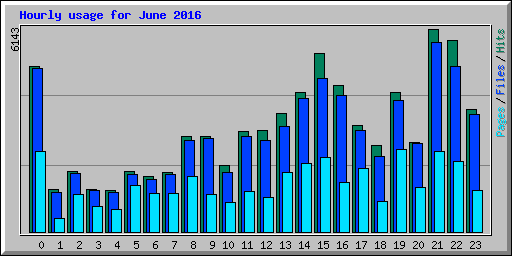 Hourly usage for June 2016
6143
Pages / Files / Hits
0 1 2 3 4 5 6 7 8 9 10 11 12 13 14 15 16 17 18 19 20 21 22 23